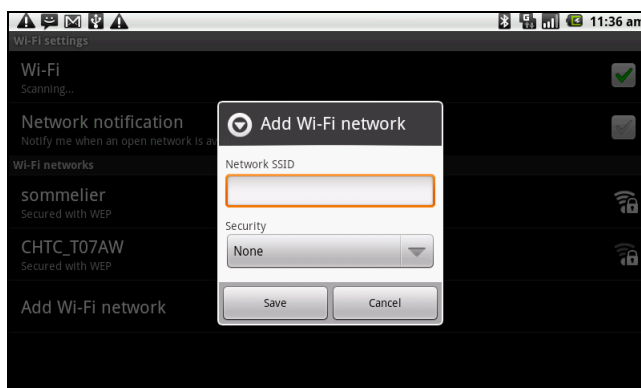 11:36 am
Wi-Fi settings
Wi-Fi
Scanning...
Network notification
Notify me when an open network is av
Wi-Fi networks
sommelier
Secured with WEP
CHTC_T07AW
Secured with WEP
Add Wi-Fi network
Add Wi-Fi network
Network SSID
Security
None
Save
Cancel